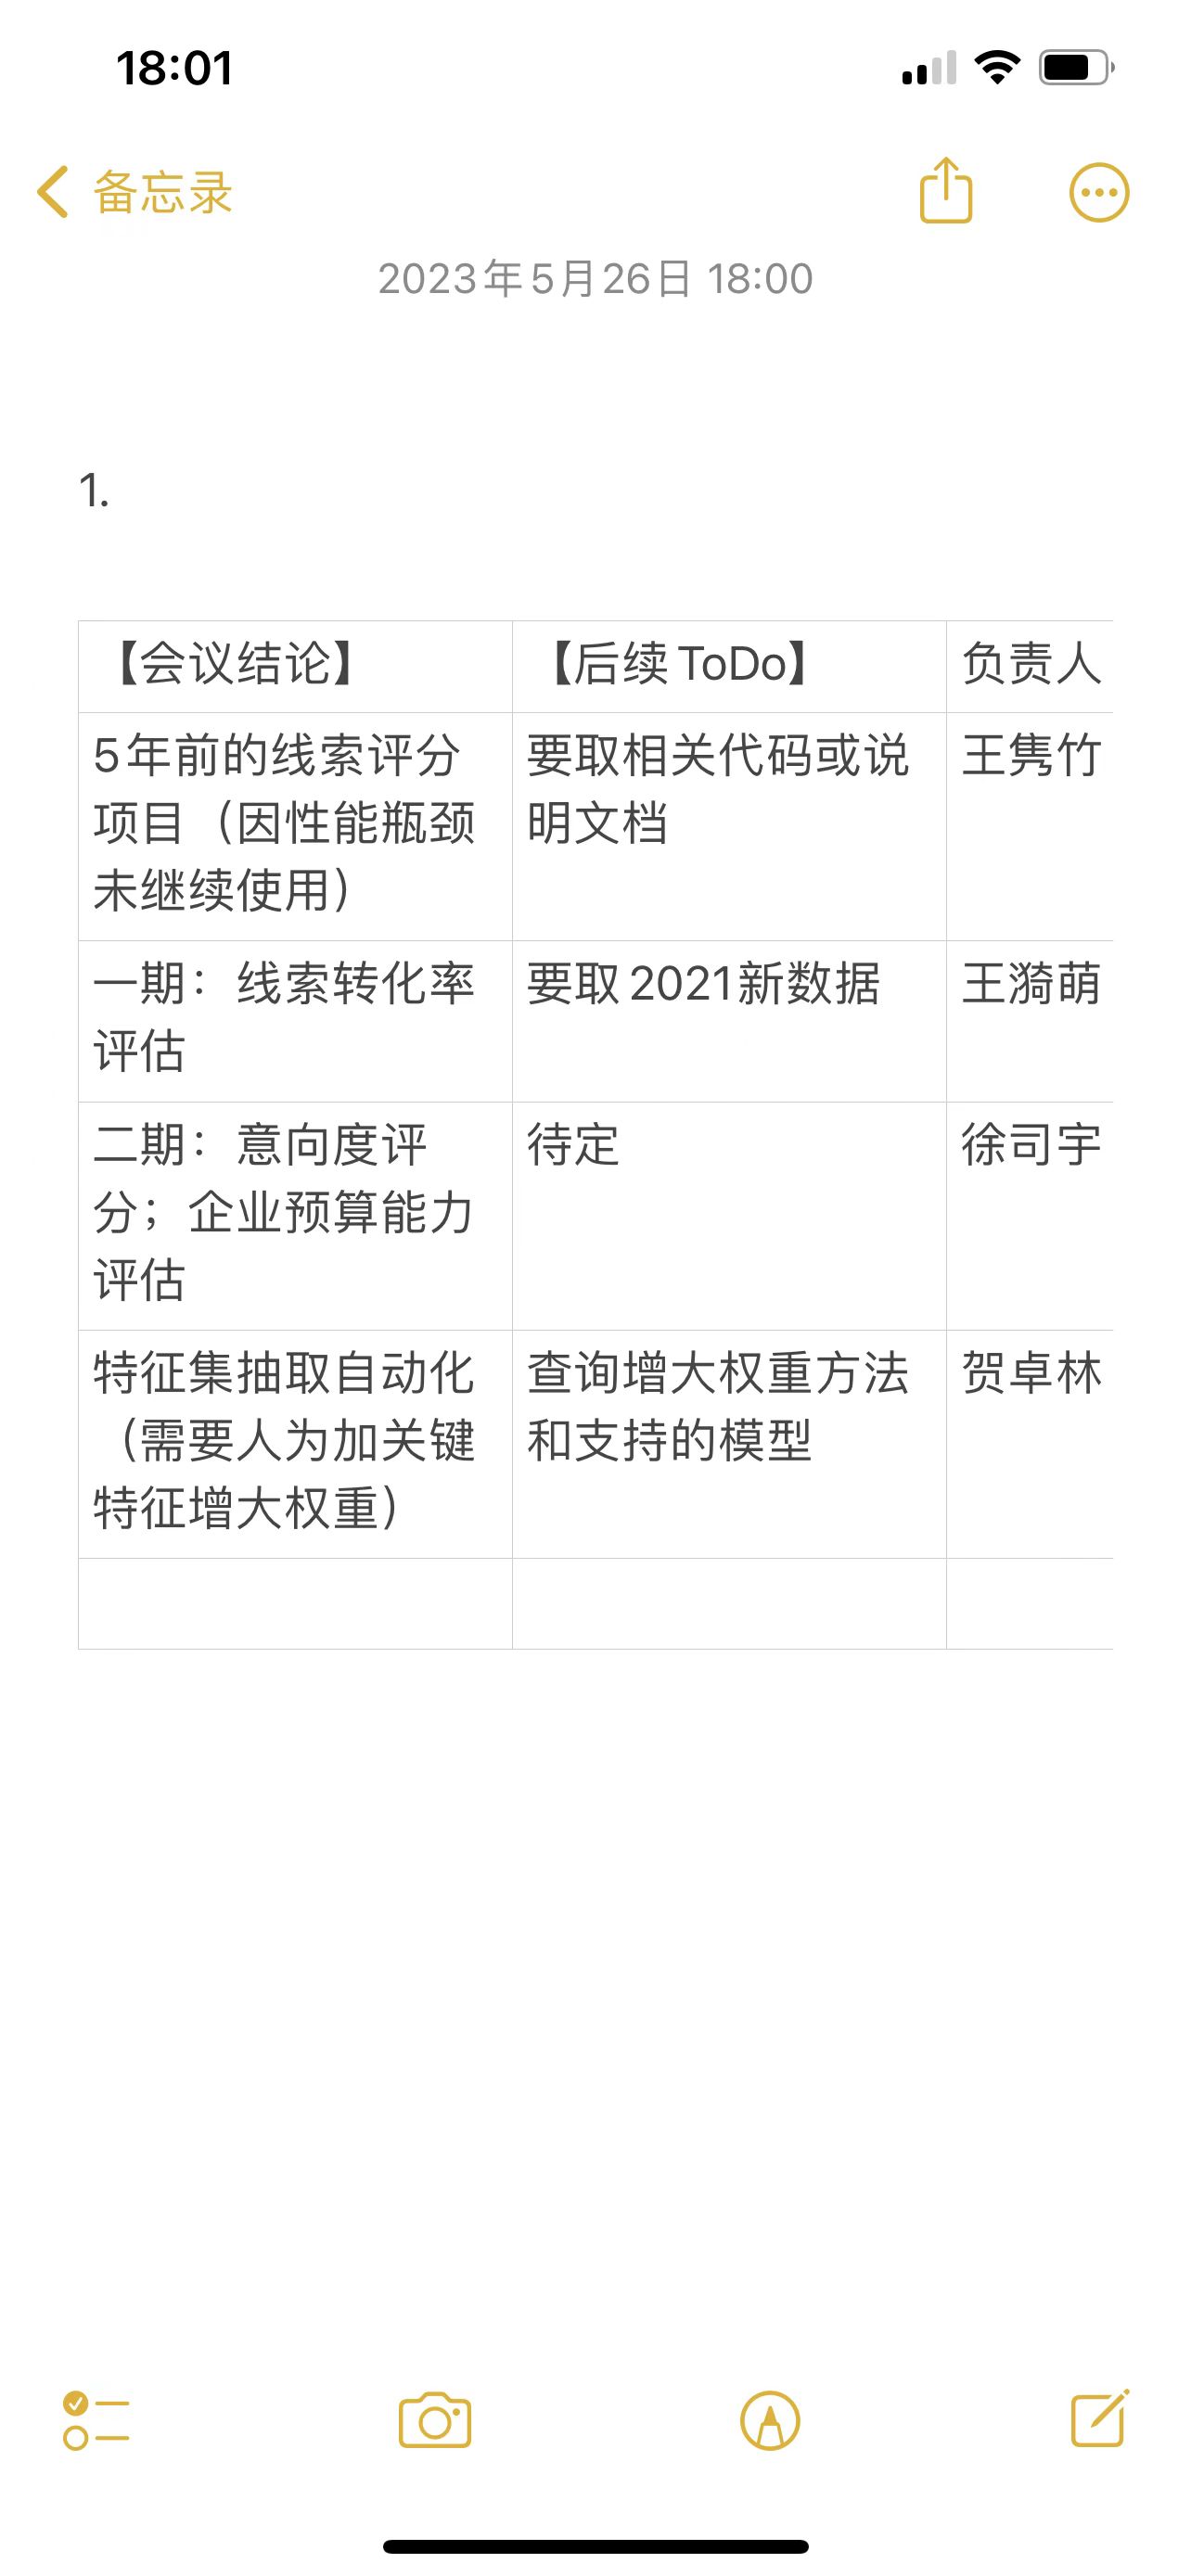 18:01
备忘录
2023年5月26日 18:00
1.
【会议结论】
【后续ToDo】
负责人
5年前的线索评分
项目（因性能瓶颈
未继续使用）
要取相关代码或说
明文档
王隽竹
一期：线索转化率
评估
要取2021新数据
王漪萌
二期：意向度评
分；企业预算能力
评估
待定
徐司宇
特征集抽取自动化
（需要人为加关键
特征增大权重）
查询增大权重方法
和支持的模型
贺卓林